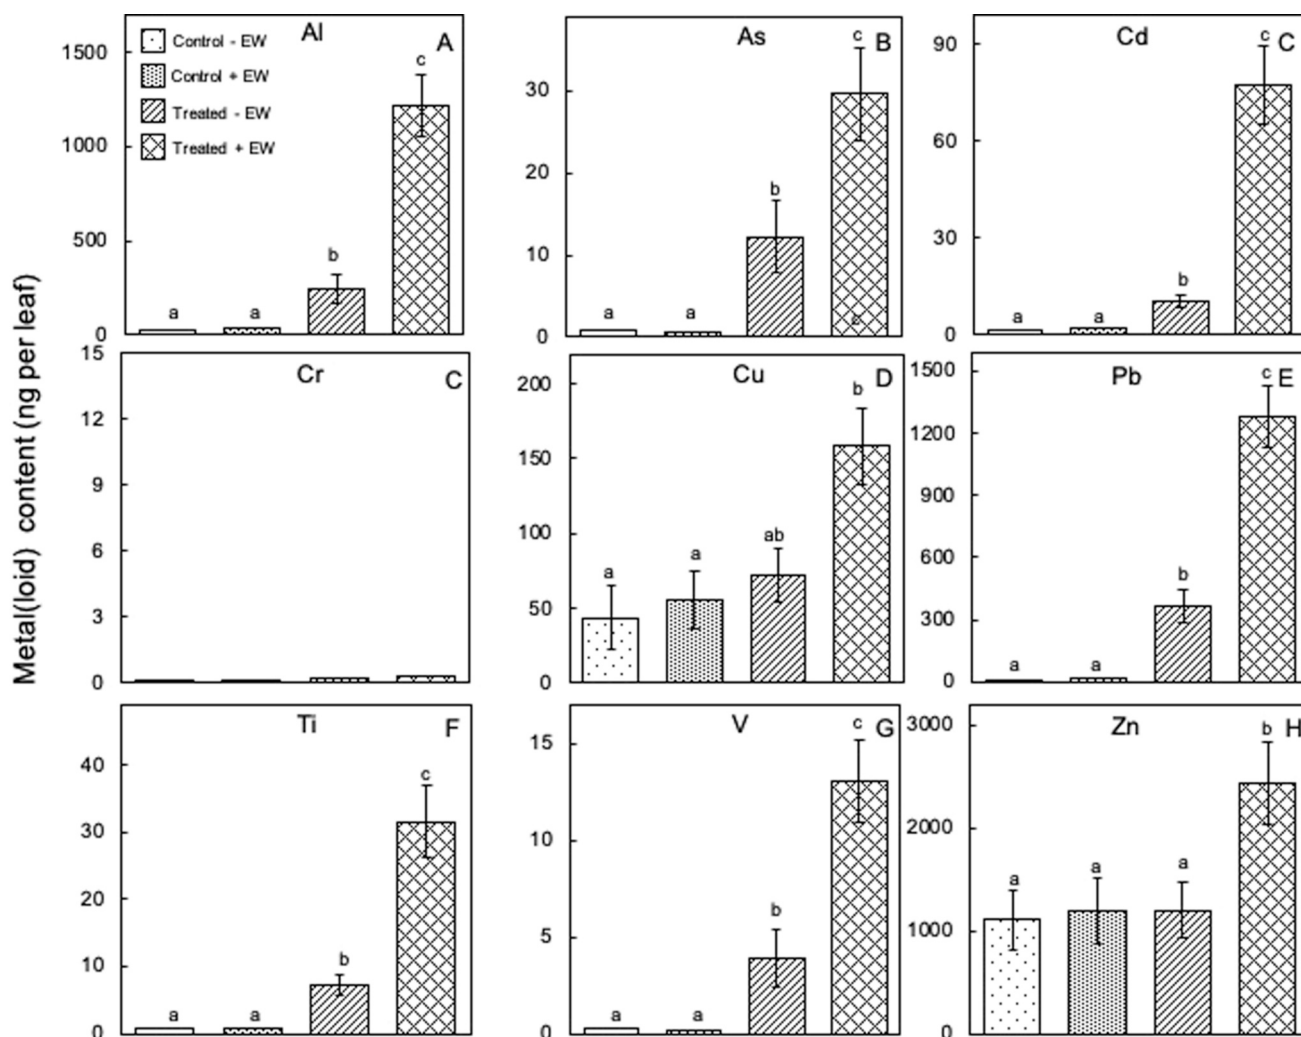 Metal(loid) content (ng per leaf)
Al
A
Control - EW
Control + EW
Treated - EW
Treated + EW
1500
1000
500
0
a
a
b
c
As
B
30
20
10
0
a
a
b
c
c
Cd
C
90
60
30
0
a
a
b
c
Cr
C
15
12
9
6
3
0
Cu
D
200
150
100
50
0
a
a
ab
b
Pb
E
1500
1200
900
600
300
0
a
a
b
c
Ti
F
40
30
20
10
0
a
a
b
c
V
G
15
10
5
0
a
a
b
c
Zn
H
3000
2000
1000
0
a
a
a
b